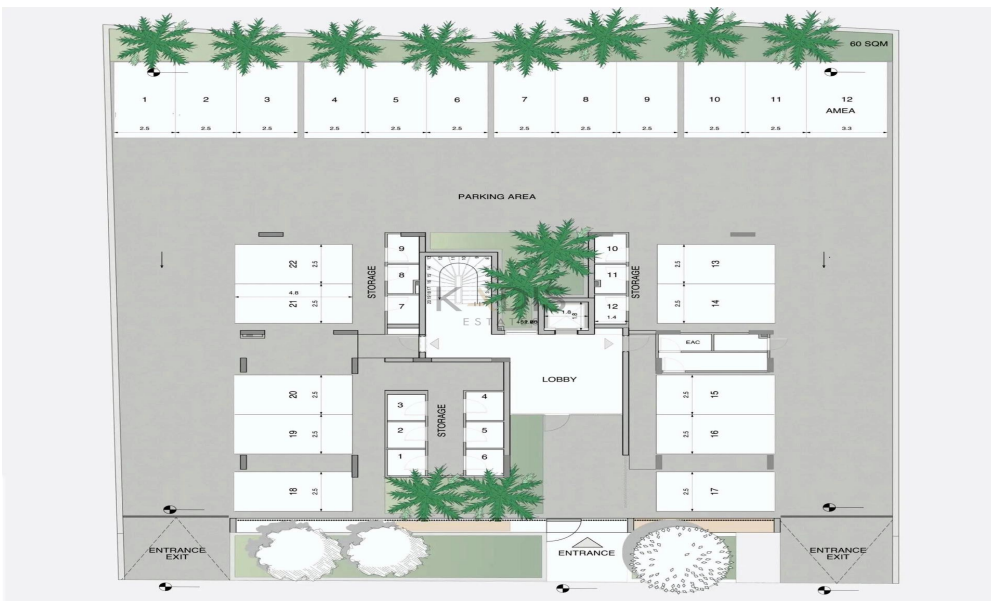 60 SQM
1 2 3 4 5 6 7 8 9 10 11 12
AMEA
2.5 2.5 2.5 2.5 2.5 2.5 2.5 2.5 2.5 2.5 2.5 3.3
PARKING AREA
9 10
22 2.5 STORAGE 8 11 STORAGE 2.5 13
4.8
21 2.5 7 12 2.5 14
1.4
1.8
1.8
ESTAT
EAC
LOBBY
20 2.5 2.5 15
3 4
STORAGE
19 2.5 2 5 2.5 16
1 6
18 2.5 2.5 17
ENTRANCE
EXIT
ENTRANCE
ENTRANCE
EXIT